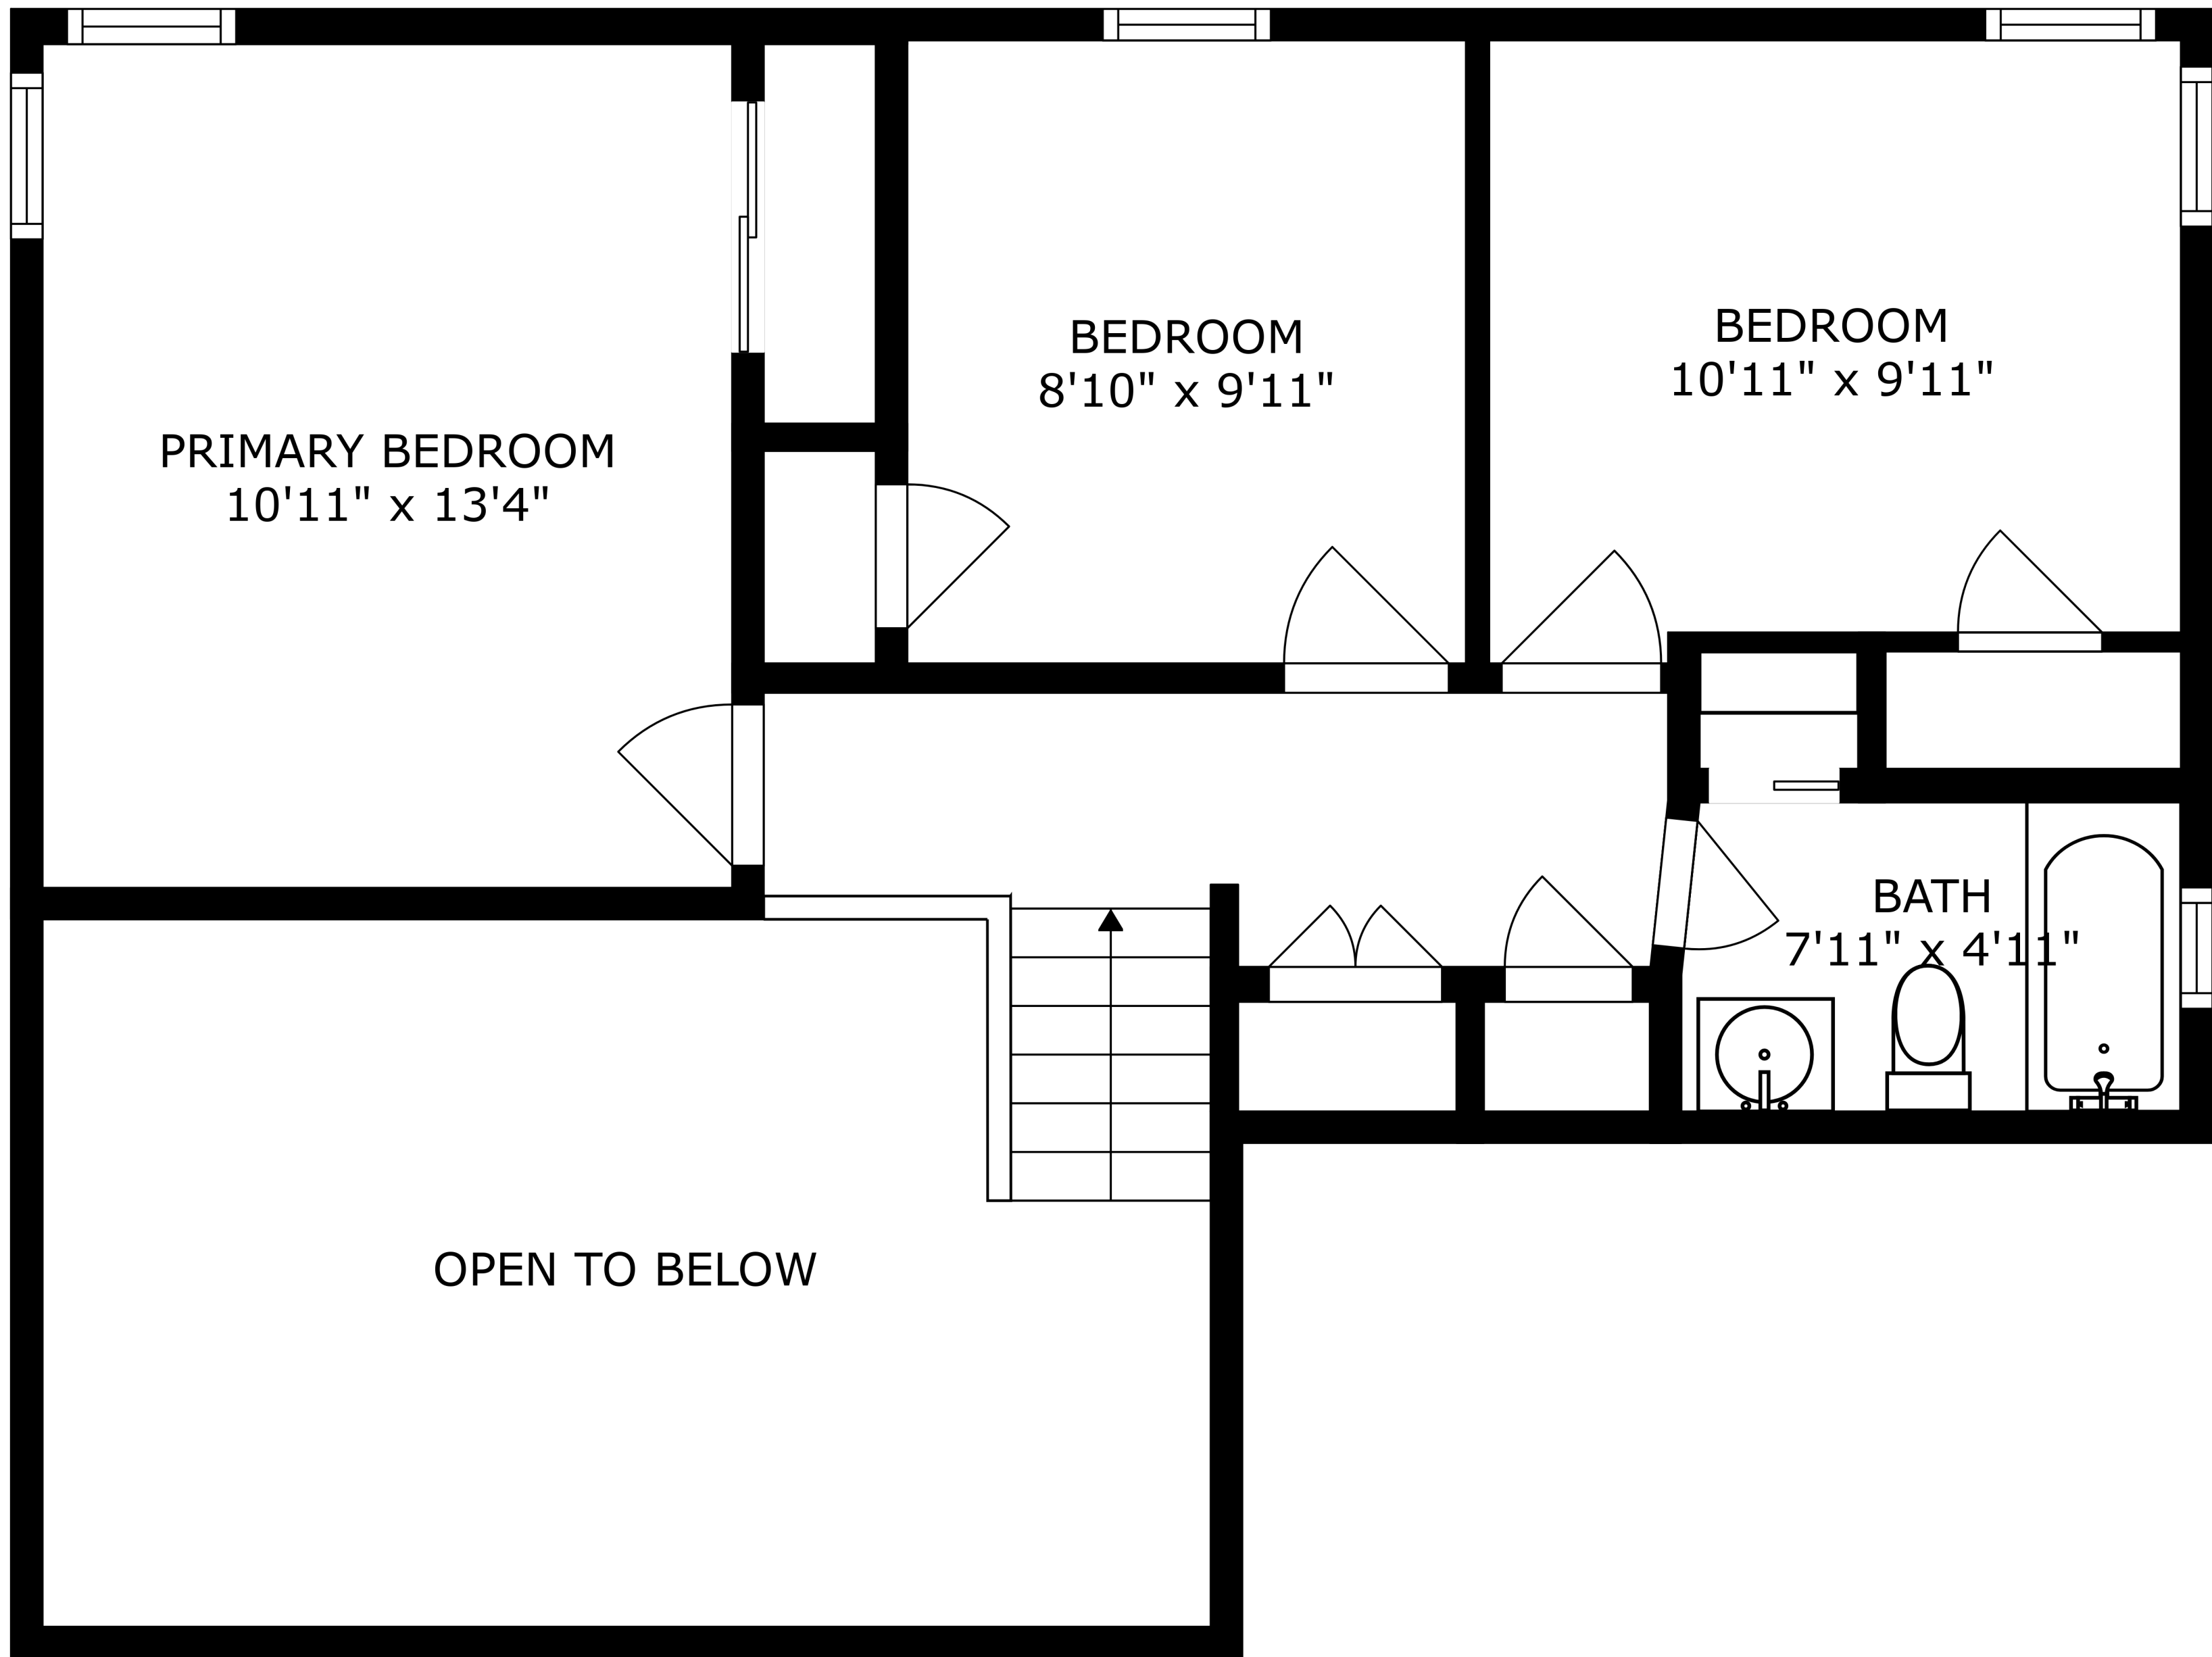 PRIMARY BEDROOM
10'11" x 13'4"
BEDROOM
8'10" x 9'11"
BEDROOM
10'11" x 9'11"
BATH
7'11" x 4'11"
OPEN TO BELOW